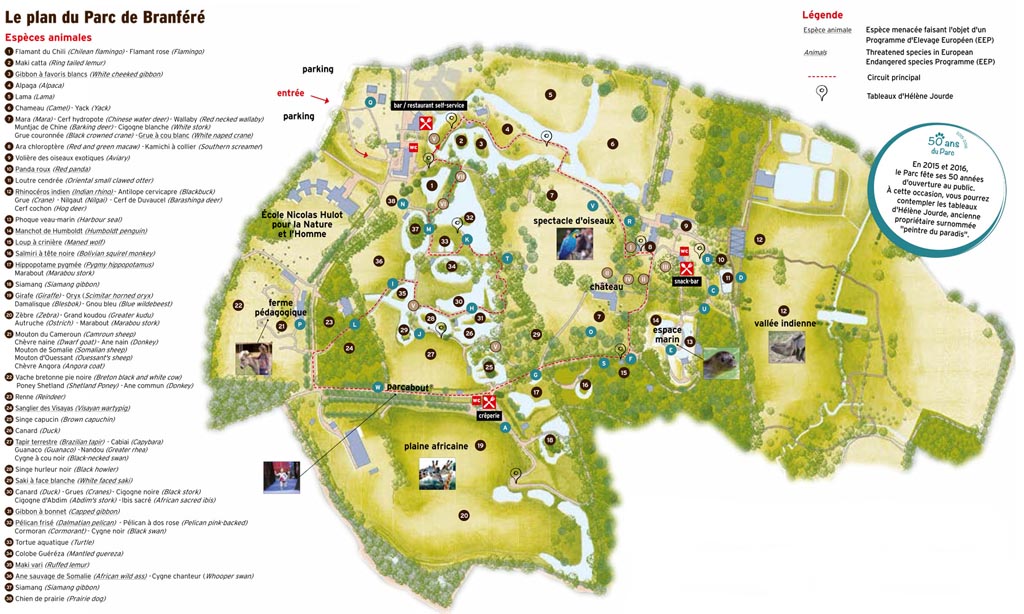 Le plan du Parc de Branféré
Espèces animales
1 Flamant du Chili (Chilean flamingo) - Flamant rose (Flamingo)
2 Maki catta (Ring tailed lemur)
3 Gibbon à favoris blancs (White cheeked gibbon)
4 Alpaga (Alpaca)
5 Lama (Lama)
6 Chameau (Camel) - Yack (Yack)
7 Mara (Mara) - Cerf hydropote (Chinese water deer) - Wallaby (Red necked wallaby)
Muntjac de Chine (Barking deer) - Cigogne blanche (White stork)
Grue couronnée (Black crowned crane) - Grue à cou blanc (White naped crane)
8 Ara chloroptère (Red and green macaw) - Kamichi à collier (Southern screamer)
9 Volière des oiseaux exotiques (Aviary)
10 Panda roux (Red panda)
11 Loutre cendrée (Oriental small clawed otter)
12 Rhinocéros indien (Indian rhino) - Antilope cervicapre (Blackbuck)
Grue (Crane) - Nilgaut (Nilpai) - Cerf de Duvaucel (Barashinga deer)
Cerf cochon (Hog deer)
13 Phoque veau-marin (Harbour seal)
14 Manchot de Humboldt (Humboldt penguin)
15 Loup à crinière (Maned wolf)
16 Saïmiri à tête noire (Bolivian squirel monkey)
17 Hippopotame pygmée (Pygmy hippopotamus)
Marabout (Marabou stork)
18 Siamang (Siamang gibbon)
19 Girafe (Giraffe) - Oryx (Scimitar horned oryx)
Damalisque (Blesbok) - Gnou bleu (Blue wildebeest)
20 Zèbre (Zebra) - Grand koudou (Greater kudu)
Autruche (Ostrich) - Marabout (Marabou stork)
21 Mouton du Cameroun (Camroun sheep)
Chèvre naine (Dwarf goat) - Ane nain (Donkey)
Mouton de Somalie (Somalian sheep)
Mouton d'Ouessant (Ouessant's sheep)
Chèvre Angora (Angora coat)
22 Vache bretonne pie noire (Breton black and white cow)
Poney Shetland (Shetland Poney) - Ane commun (Donkey)
23 Renne (Reindeer)
24 Sanglier des Visayas (Visayan wartypig)
25 Singe capucin (Brown capuchin)
26 Canard (Duck)
27 Tapir terrestre (Brazilian tapir) - Cabiai (Capybara)
Guanaco (Guanaco) - Nandou (Greater rhea)
Cygne à cou noir (Black-necked swan)
28 Singe hurleur noir (Black howler)
29 Saki à face blanche (White faced saki)
30 Canard (Duck) - Grues (Cranes) - Cigogne noire (Black stork)
Cigogne d'Abdim (Abdim's stork) - Ibis sacré (African sacred ibis)
31 Gibbon à bonnet (Capped gibbon)
32 Pélican frisé (Dalmatian pelican) - Pélican à dos rose (Pelican pink-backed)
Cormoran (Cormorant) - Cygne noir (Black swan)
33 Tortue aquatique (Turtle)
34 Colobe Guéréza (Mantled guereza)
35 Maki vari (Ruffed lemur)
36 Ane sauvage de Somalie (African wild ass) - Cygne chanteur (Whooper swan)
37 Siamang (Siamang gibbon)
38 Chien de prairie (Prairie dog)
parking
entrée
parking
bar / restaurant self-service
WC
École Nicolas Hulot
pour la Nature
et l'Homme
spectacle d'oiseaux
château
WC
snack-bar
espace
marin
vallée indienne
ferme
pédagogique
parcabout®
WC
crêperie
plaine africaine
Légende
Espèce animale
Espèce menacée faisant l'objet d'un
Programme d'Elevage Européen (EEP)
Animals
Threatened species in European
Endangered species Programme (EEP)
Circuit principal
Tableaux d'Hélène Jourde
50 ans
du Parc
En 2015 et 2016,
le Parc fête ses 50 années
d'ouverture au public.
À cette occasion, vous pourrez
contempler les tableaux
d'Hélène Jourde, ancienne
propriétaire surnommée
"peintre du paradis".